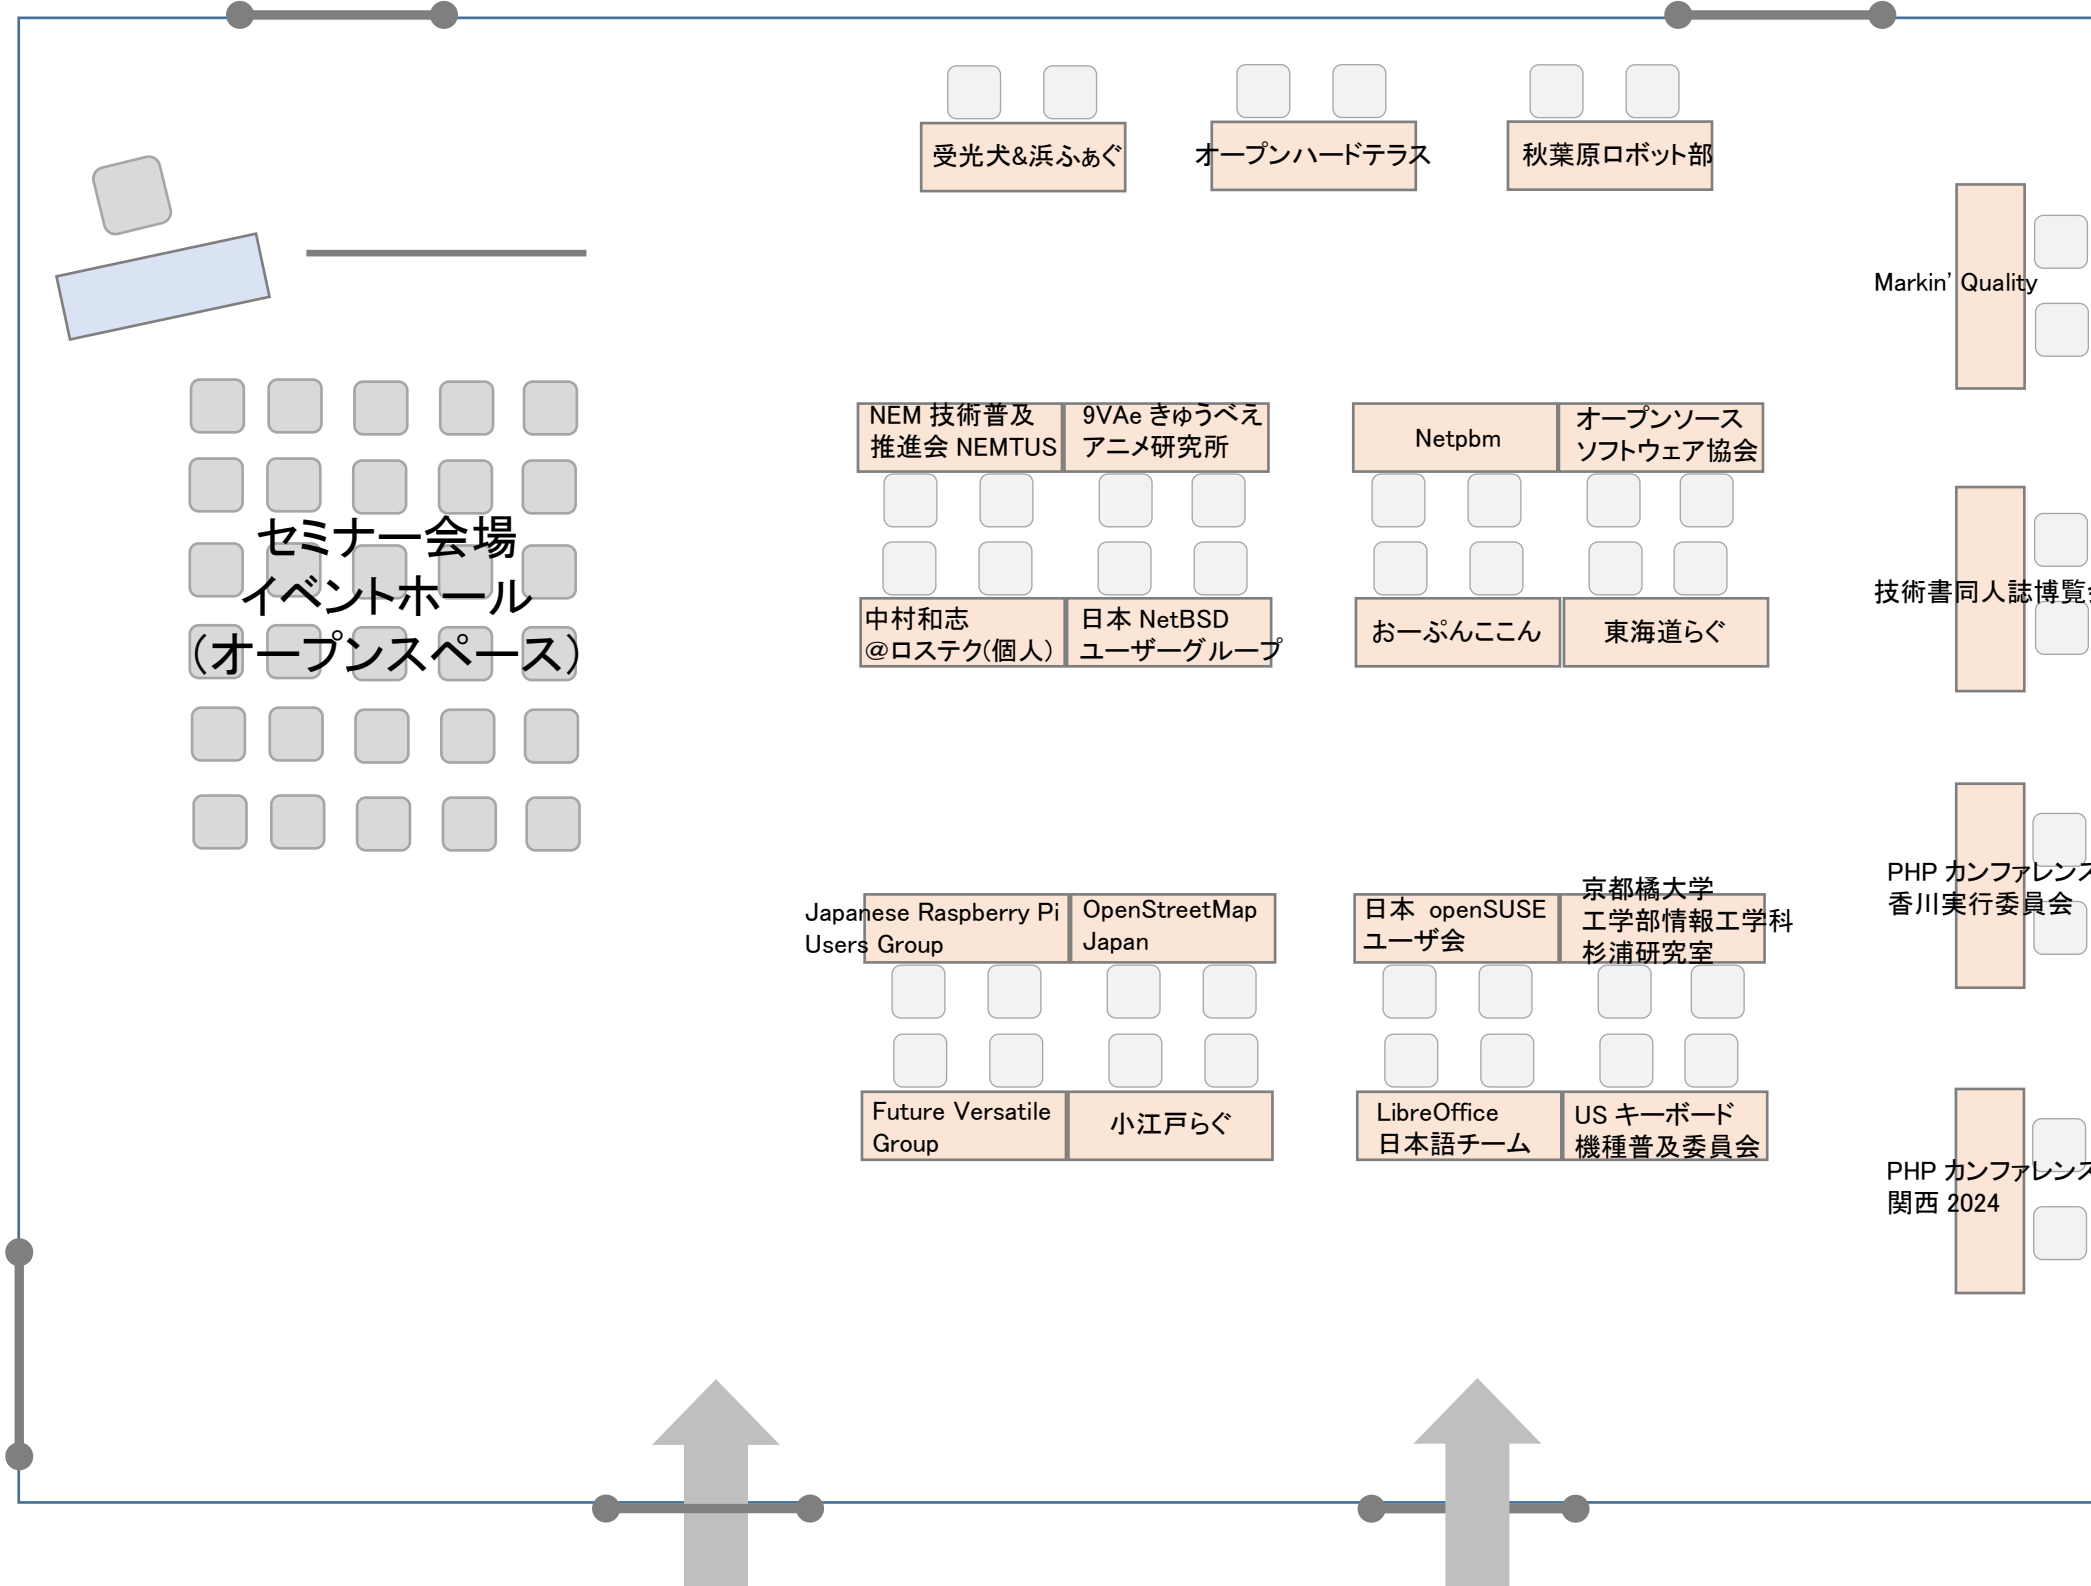 受光犬&浜ふぁぐ
オープンハードテラス
秋葉原ロボット部
Markin' Quality
NEM 技術普及
推進会 NEMTUS
9VAe きゅうべえ
アニメ研究所
Netpbm
オープンソース
ソフトウェア協会
セミナー会場
イベントホール
(オープンスペース)
中村和志
@ロステク(個人)
日本 NetBSD
ユーザーグループ
おーぷんここん
東海道らぐ
技術書同人誌博覧会
Japanese Raspberry Pi
Users Group
OpenStreetMap
Japan
日本 openSUSE
ユーザ会
京都橘大学
工学部情報工学科
杉浦研究室
PHP カンファレンス
香川実行委員会
Future Versatile
Group
小江戸らぐ
LibreOffice
日本語チーム
US キーボード
機種普及委員会
PHP カンファレンス
関西 2024